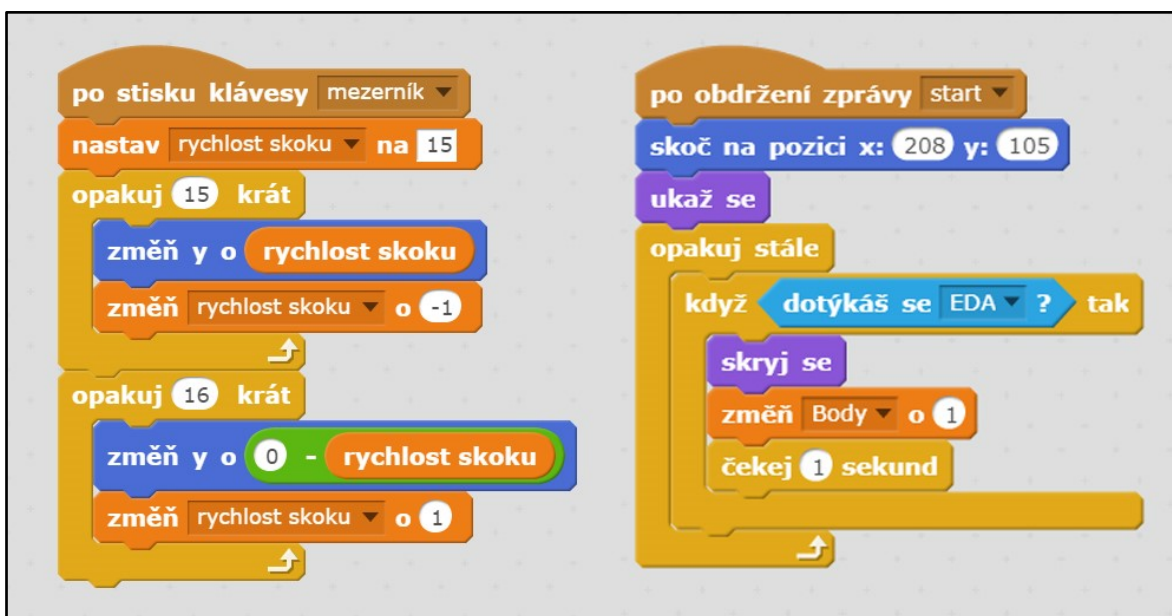 po stisku klávesy mezerník
nastav rychlost skoku na 15
opakuj 15 krát
změň y o rychlost skoku
změň rychlost skoku o -1
opakuj 16 krát
změň y o 0 - rychlost skoku
změň rychlost skoku o 1
po obdržení zprávy start
skoč na pozici x: 208 y: 105
ukaž se
opakuj stále
když dotýkáš se EDA ? tak
skryj se
změň Body o 1
čekej 1 sekund